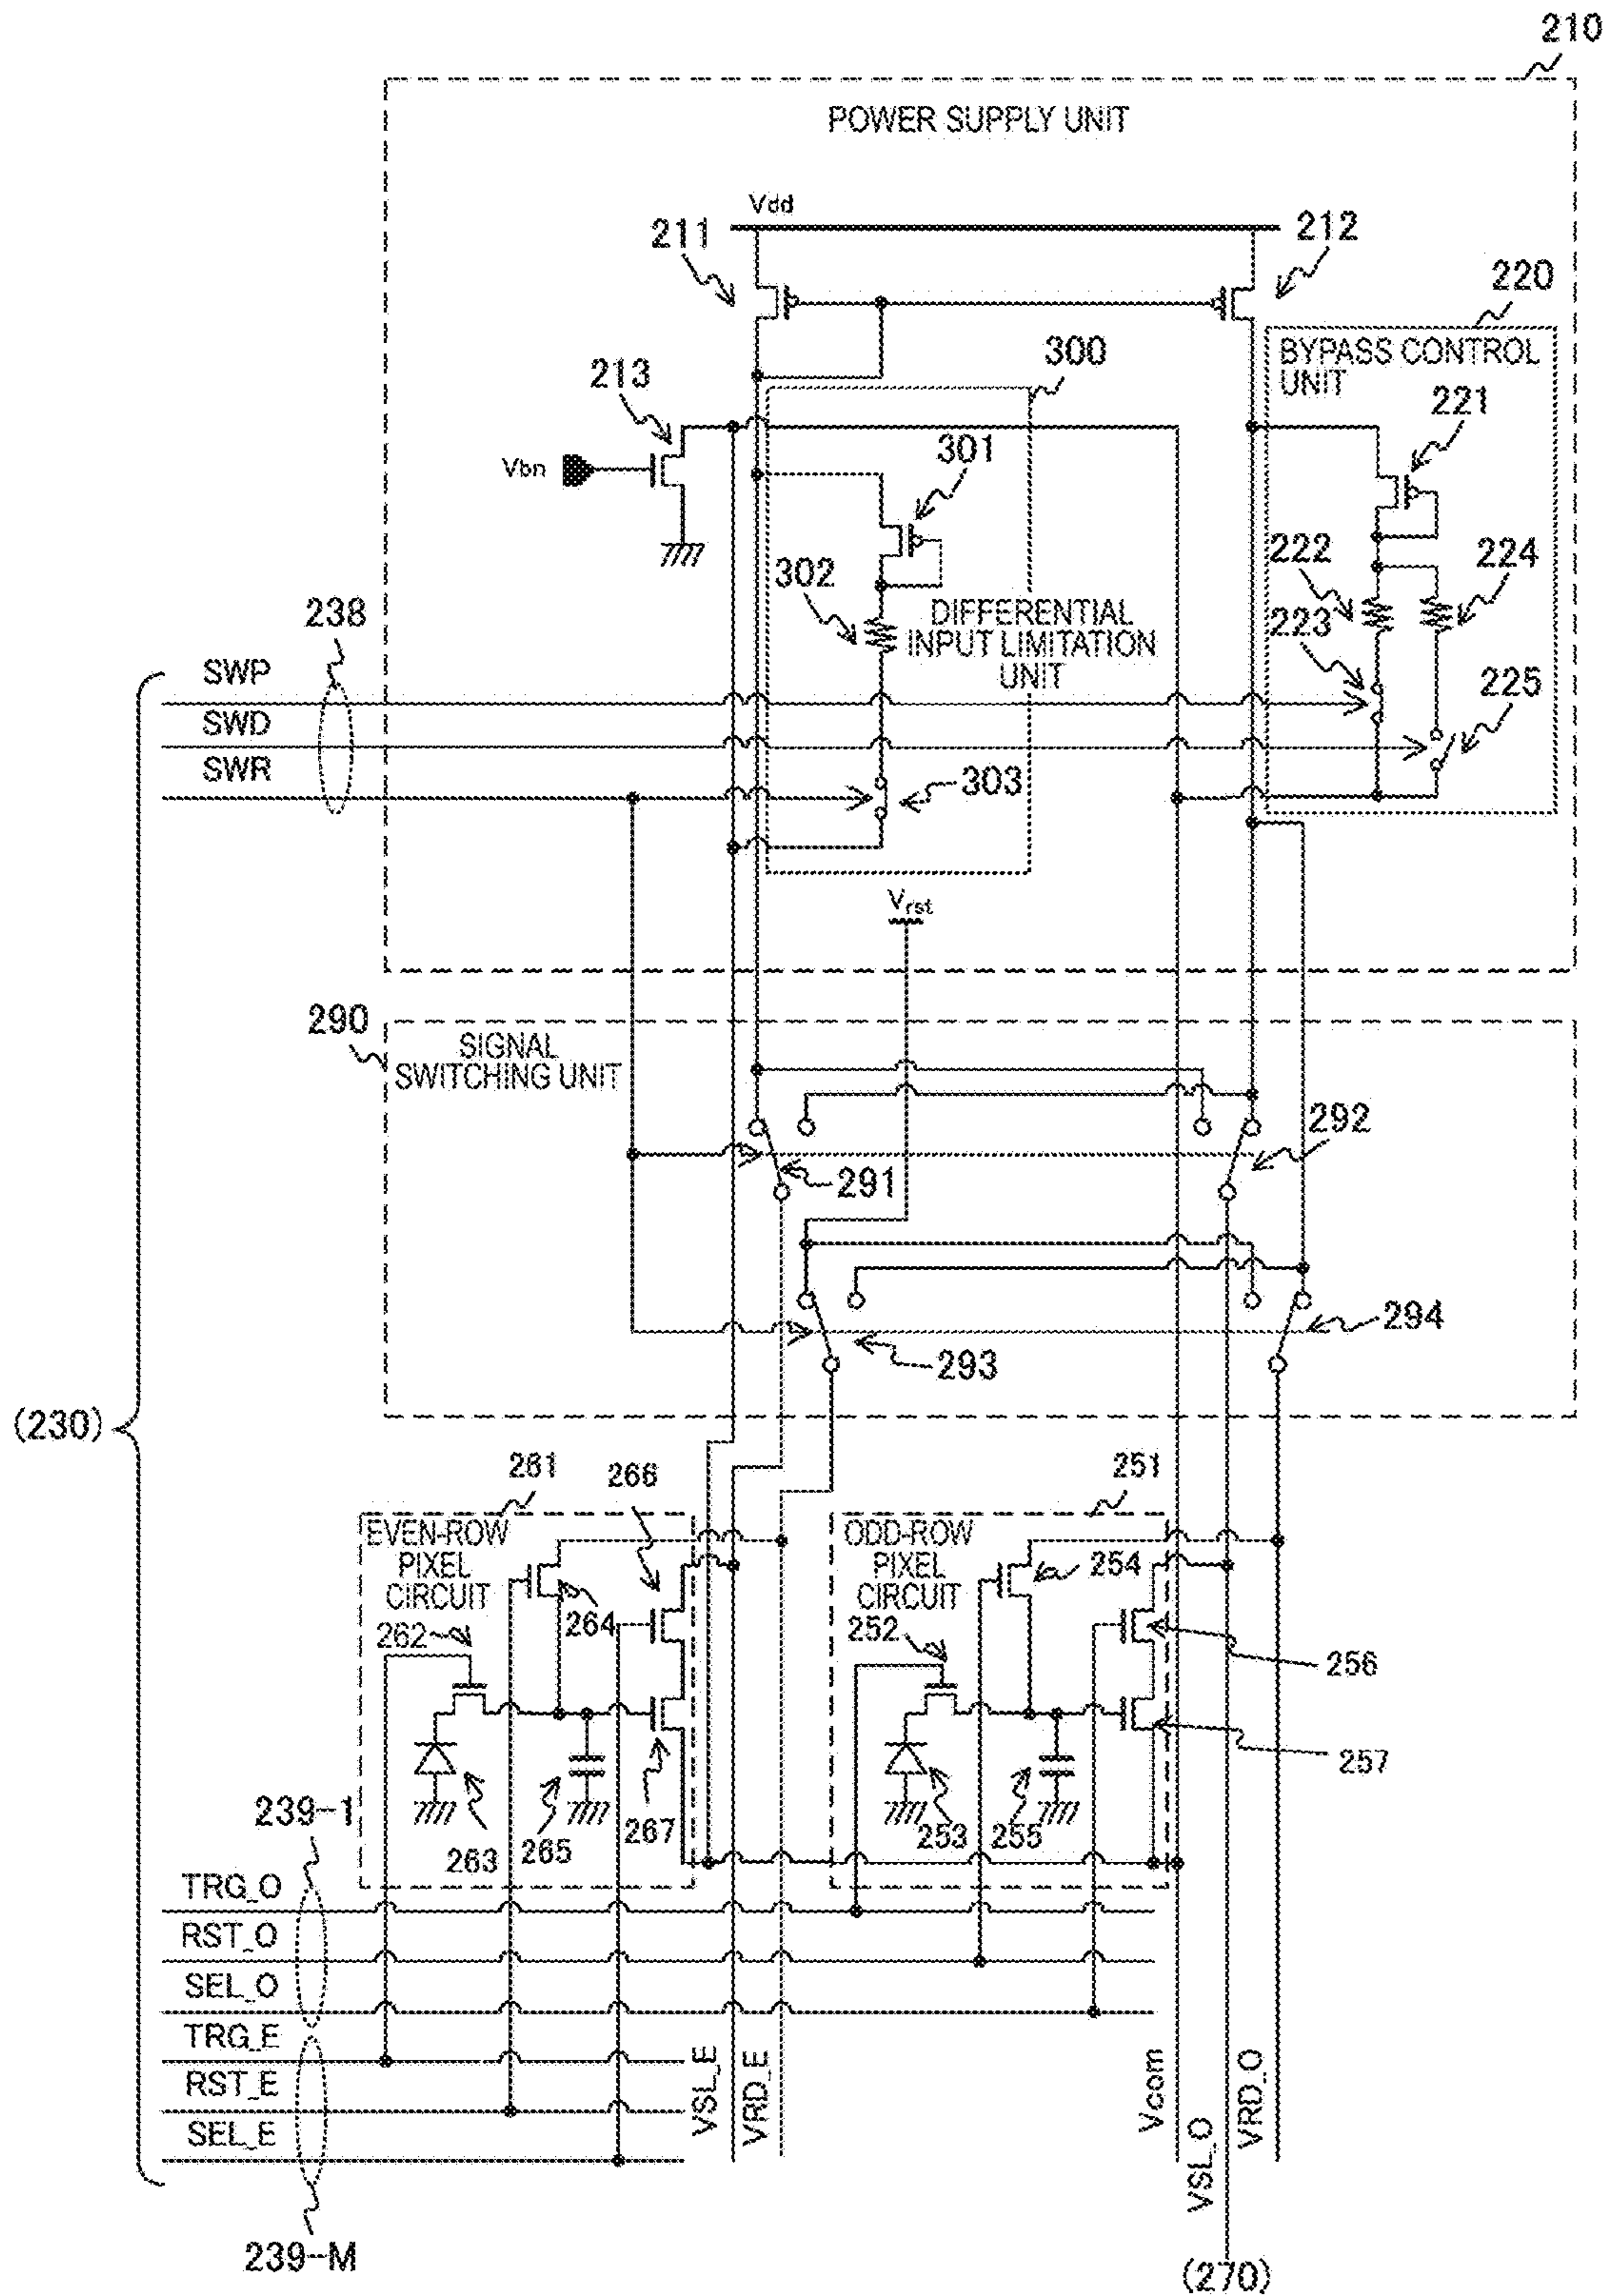 210
POWER SUPPLY UNIT
Vdd
211
212
220
BYPASS CONTROL
UNIT
300
213
221
Vbn
301
302
222
224
223
DIFFERENTIAL
INPUT LIMITATION
UNIT
238
SWP
225
SWD
SWR
303
Vrst
290
SIGNAL
SWITCHING UNIT
292
291
294
293
(230)
261
266
251
EVEN-ROW
PIXEL
CIRCUIT
ODD-ROW
PIXEL
CIRCUIT
254
264
262
252
256
257
239-1
263
265
267
253
255
TRG_O
RST_O
SEL_O
TRG_E
RST_E
SEL_E
VSL_E
VRD_E
Vcom
VSL_O
VRD_O
239-M
(270)